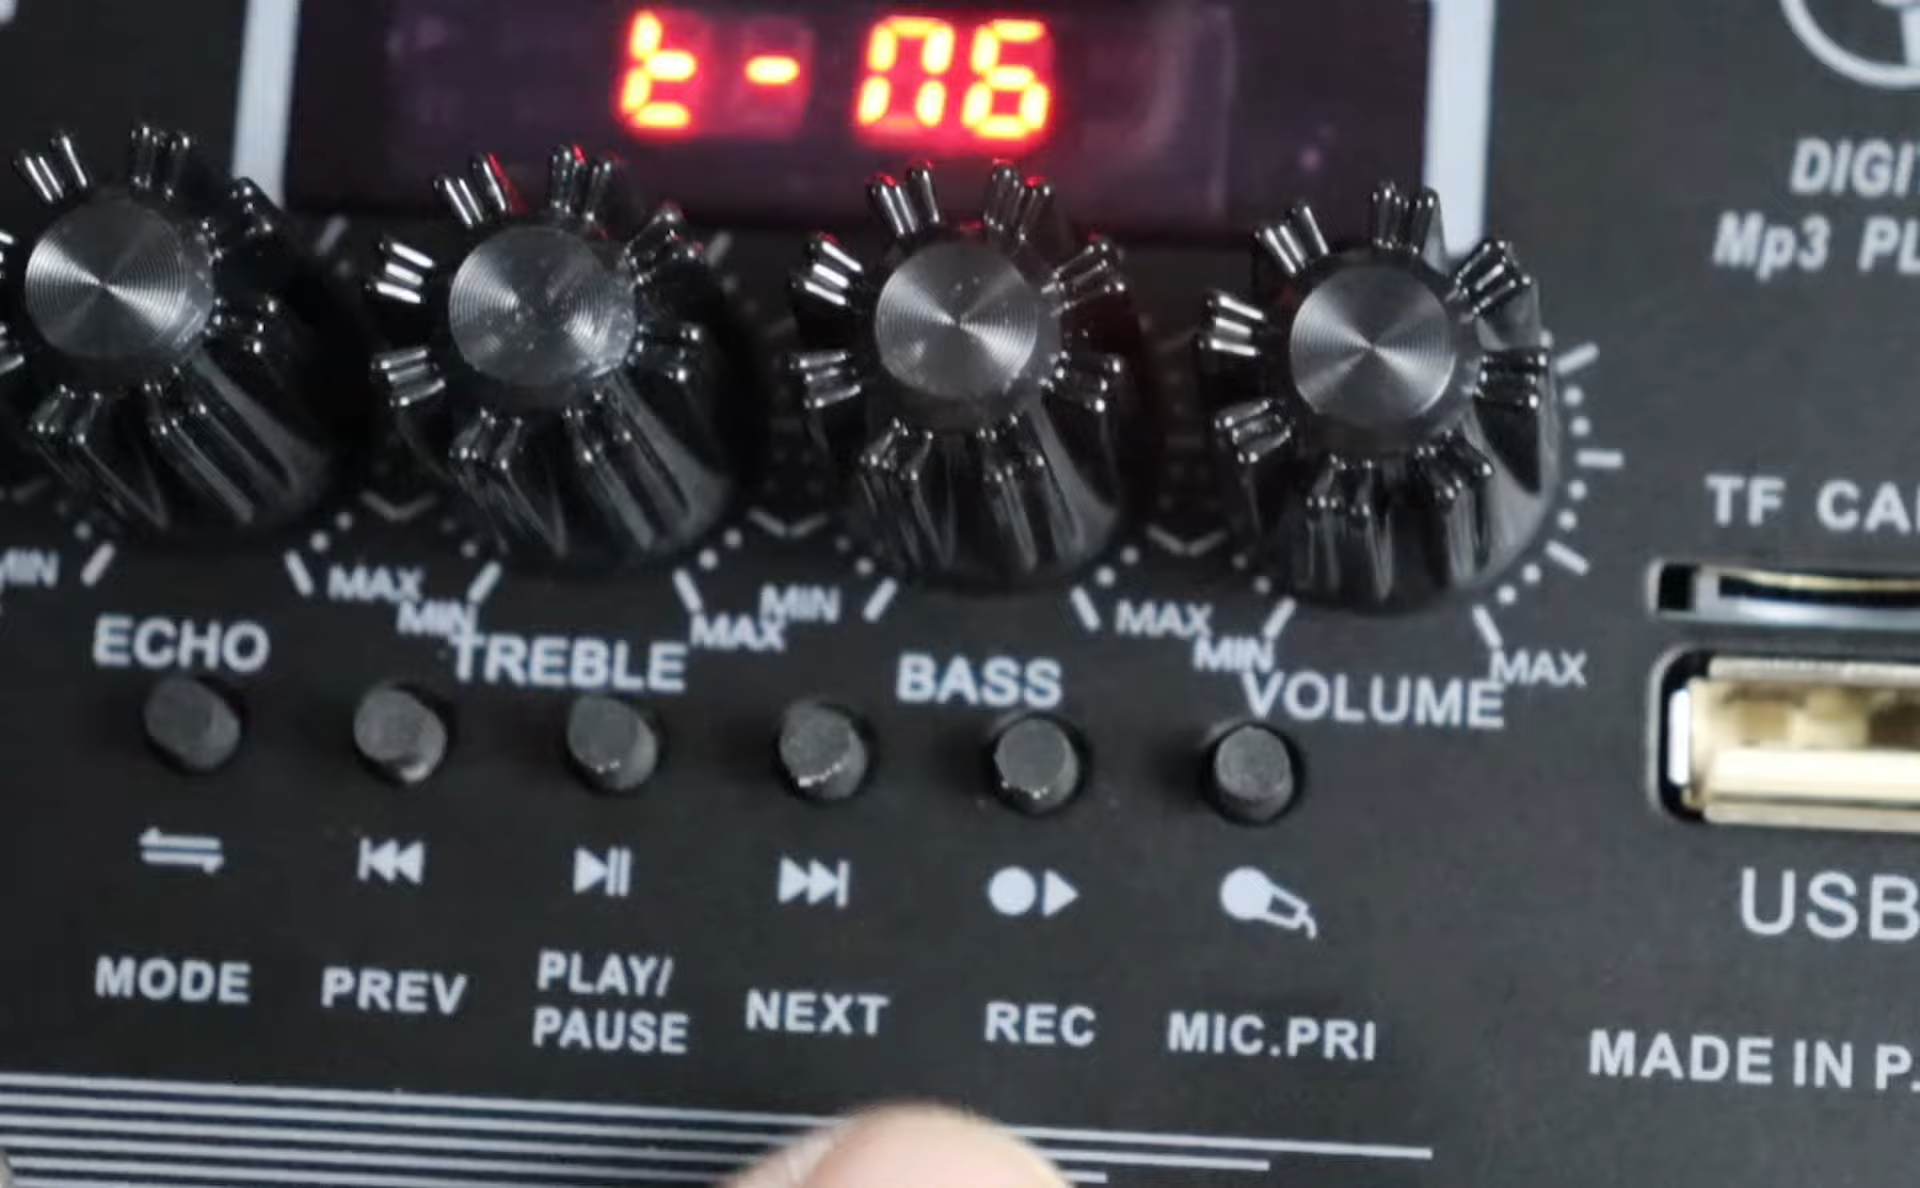 t-06
DIGI
Mp3 PL
TF CA
MIN
MAX
MIN
MAX
MIN
MAX
MIN
MAX
ECHO
TREBLE
BASS
VOLUME
USB
MODE
PREV
PLAY/
PAUSE
NEXT
REC
MIC.PRI
MADE IN P.